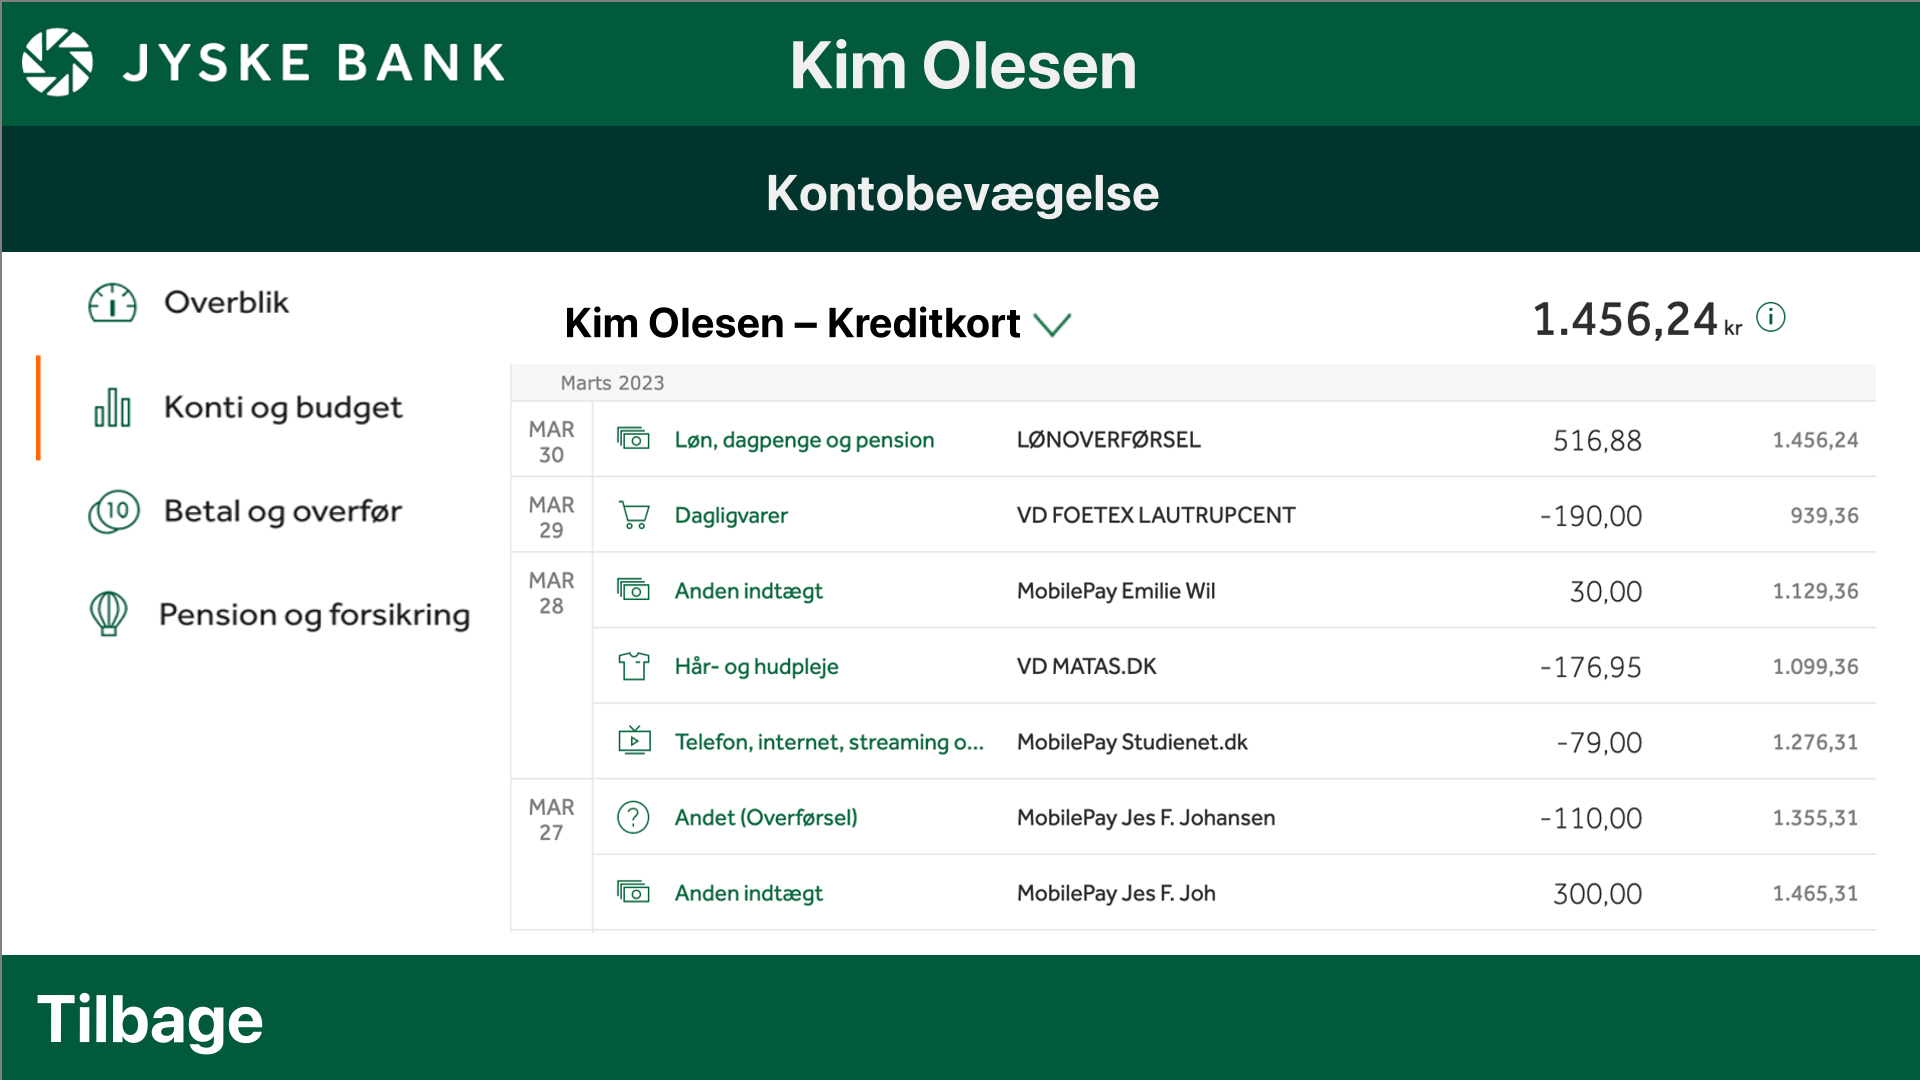 JYSKE BANK
Kim Olesen
Kontobevægelse
Overblik
Konti og budget
10
Betal og overfør
Pension og forsikring
Kim Olesen – Kreditkort
1.456,24 kr i
Marts 2023
MAR 30 Løn, dagpenge og pension LØNOVERFØRSEL 516,88 1.456,24
MAR 29 Dagligvarer VD FOETEX LAUTRUPCENT -190,00 939,36
MAR 28 Anden indtægt MobilePay Emilie Wil 30,00 1.129,36
Hår- og hudpleje VD MATAS.DK -176,95 1.099,36
Telefon, internet, streaming o... MobilePay Studienet.dk -79,00 1.276,31
MAR 27 ? Andet (Overførsel) MobilePay Jes F. Johansen -110,00 1.355,31
Anden indtægt MobilePay Jes F. Joh 300,00 1.465,31
Tilbage